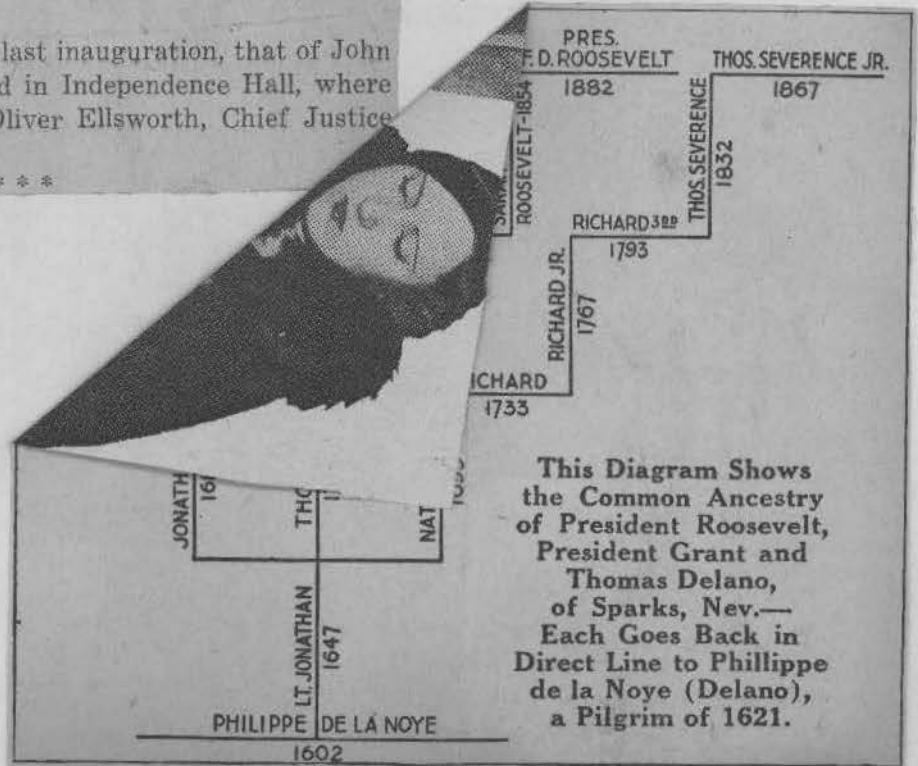 last inauguration, that of John
in Independence Hall, where
Oliver Ellsworth, Chief Justice
* * *
PRES.
F. D. ROOSEVELT
1882
THOS. SEVERENCE JR.
1867
ROOSEVELT-1854
THOS. SEVERENCE
1832
RICHARD 3RD
1793
RICHARD JR.
1767
ICHARD
1733
JONATH
THO
NAT
LT. JONATHAN
1647
PHILIPPE DE LA NOYE
1602
This Diagram Shows
the Common Ancestry
of President Roosevelt,
President Grant and
Thomas Delano,
of Sparks, Nev.—
Each Goes Back in
Direct Line to Phillippe
de la Noye (Delano),
a Pilgrim of 1621.